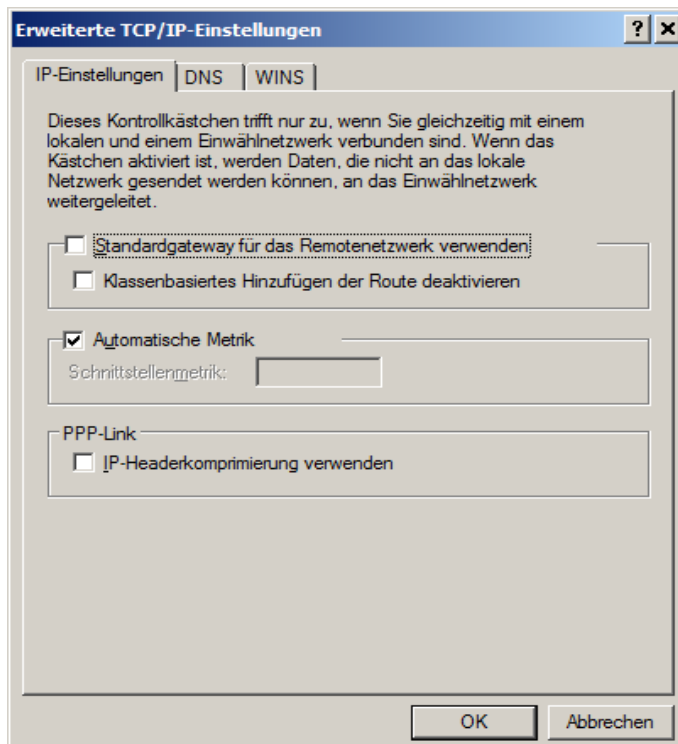 Erweiterte TCP/IP-Einstellungen
IP-Einstellungen DNS WINS
Dieses Kontrollkästchen trifft nur zu, wenn Sie gleichzeitig mit einem
lokalen und einem Einwählnetzwerk verbunden sind. Wenn das
Kästchen aktiviert ist, werden Daten, die nicht an das lokale
Netzwerk gesendet werden können, an das Einwählnetzwerk
weitergeleitet.
Standardgateway für das Remotenetzwerk verwenden
Klassenbasiertes Hinzufügen der Route deaktivieren
Automatische Metrik
Schnittstellenmetrik:
PPP-Link
IP-Headerkomprimierung verwenden
OK Abbrechen